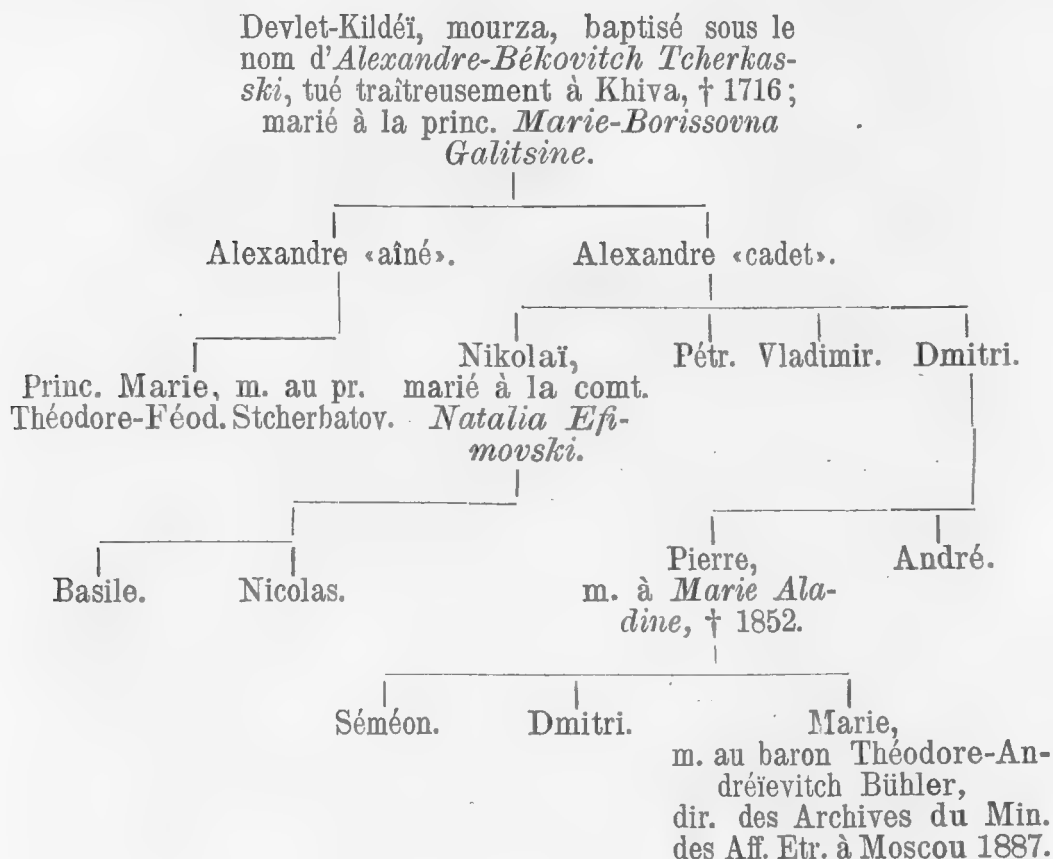 Devlet-Kildéï, mourza, baptisé sous le
nom d'Alexandre-Békovitch Tcherkas-
ski, tué traîtreusement à Khiva, † 1716;
marié à la princ. Marie-Borissovna
Galitsine.
Alexandre «aîné». Alexandre «cadet».
Nikolaï, Pétr. Vladimir. Dmitri.
Princ. Marie, m. au pr. marié à la comt.
Théodore-Féod. Stcherbatov. Natalia Efi-
movski.
Pierre, André.
Basile. Nicolas. m. à Marie Ala-
dine, † 1852.
Séméon. Dmitri. Marie,
m. au baron Théodore-An-
dréïevitch Bühler,
dir. des Archives du Min.
des Aff. Etr. à Moscou 1887.